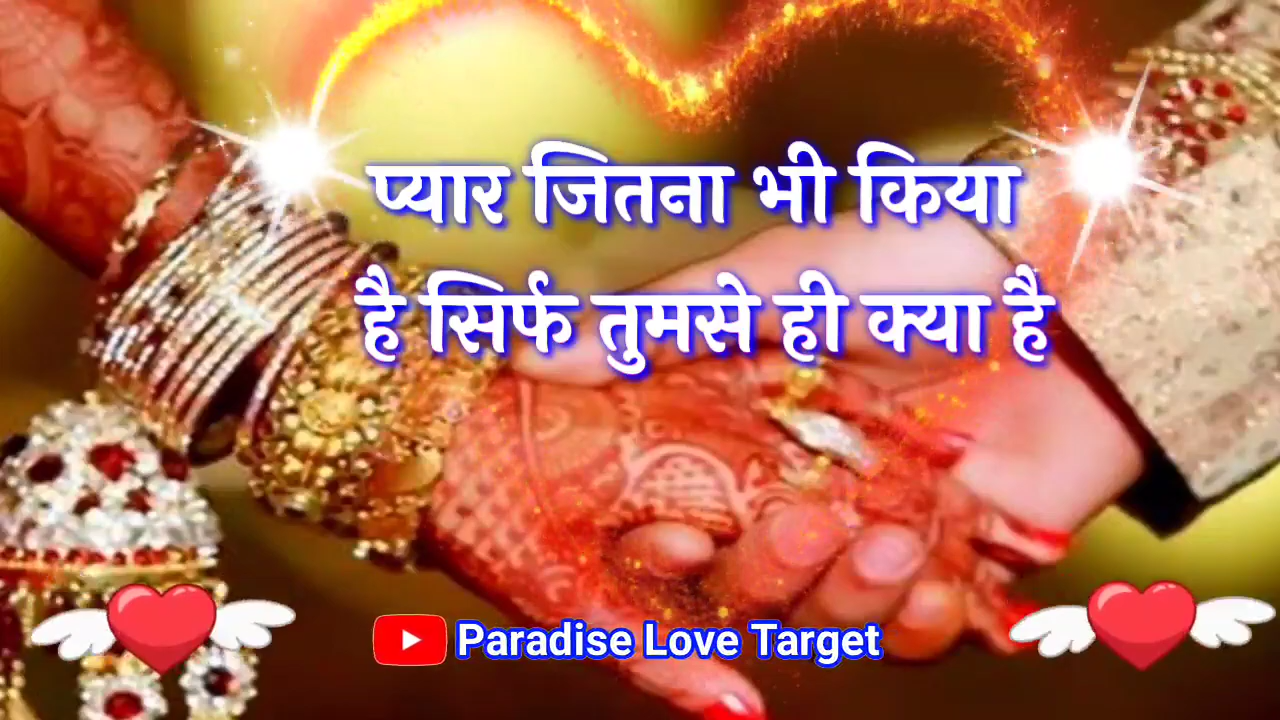 प्यार जितना भी किया
है सिर्फ तुमसे ही क्या है
Paradise Love Target